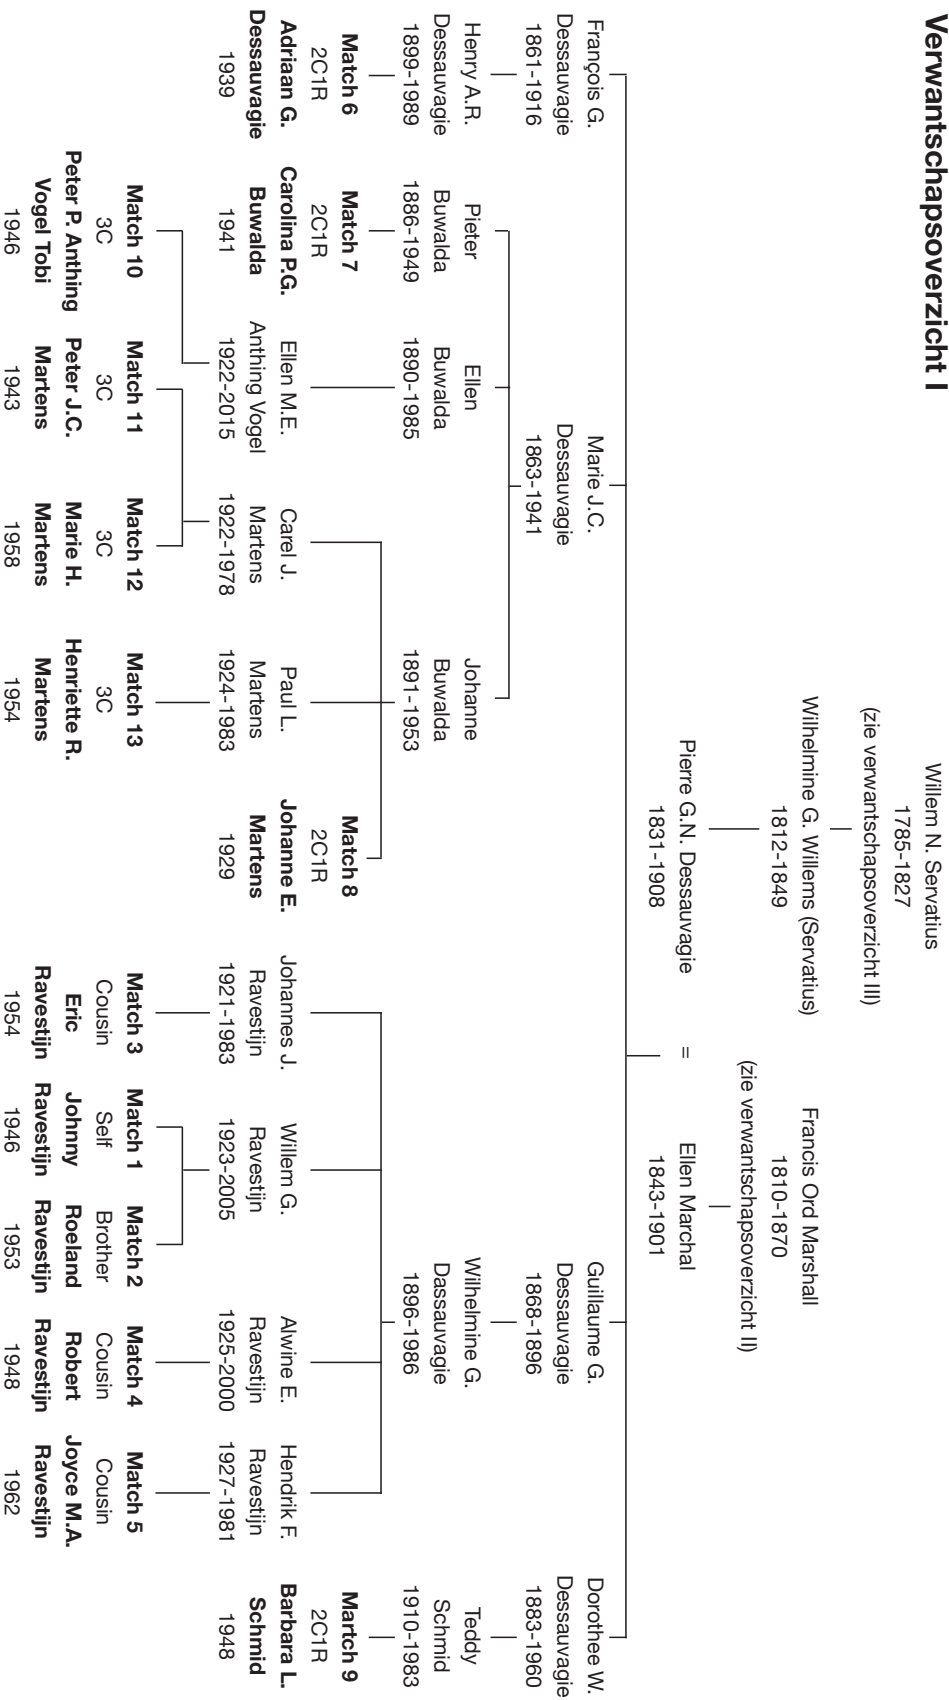 Verwantschapsoverzicht I
Willem N. Servatius
1785-1827
(zie verwantschapsoverzicht III)
Wilhelmine G. Willems (Servatius)
1812-1849
Francis Ord Marshall
1810-1870
(zie verwantschapsoverzicht II)
Pierre G.N. Dessauvagie
1831-1908
=
Ellen Marchal
1843-1901
François G.
Dessauvagie
1861-1916
Marie J.C.
Dessauvagie
1863-1941
Guillaume G.
Dessauvagie
1868-1896
Dorothee W.
Dessauvagie
1883-1960
Henry A.R.
Dessauvagie
1899-1989
Pieter
Buwalda
1886-1949
Ellen
Buwalda
1890-1985
Johanne
Buwalda
1891-1953
Wilhelmine G.
Dassauvagie
1896-1986
Teddy
Schmid
1910-1983
Match 6
2C1R
Adriaan G.
Dessauvagie
1939
Match 7
2C1R
Carolina P.G.
Buwalda
1941
Ellen M.E.
Anthing Vogel
1922-2015
Carel J.
Martens
1922-1978
Paul L.
Martens
1924-1983
Match 8
2C1R
Johanne E.
Martens
1929
Johannes J.
Ravestijn
1921-1983
Willem G.
Ravestijn
1923-2005
Alwine E.
Ravestijn
1925-2000
Hendrik F.
Ravestijn
1927-1981
Martch 9
2C1R
Barbara L.
Schmid
1948
Match 10
3C
Peter P. Anthing
Vogel Tobi
1946
Match 11
3C
Peter J.C.
Martens
1943
Match 12
3C
Marie H.
Martens
1958
Match 13
3C
Henriette R.
Martens
1954
Match 3
Cousin
Eric
Ravestijn
1954
Match 1
Self
Johnny
Ravestijn
1946
Match 2
Brother
Roeland
Ravestijn
1953
Match 4
Cousin
Robert
Ravestijn
1948
Match 5
Cousin
Joyce M.A.
Ravestijn
1962